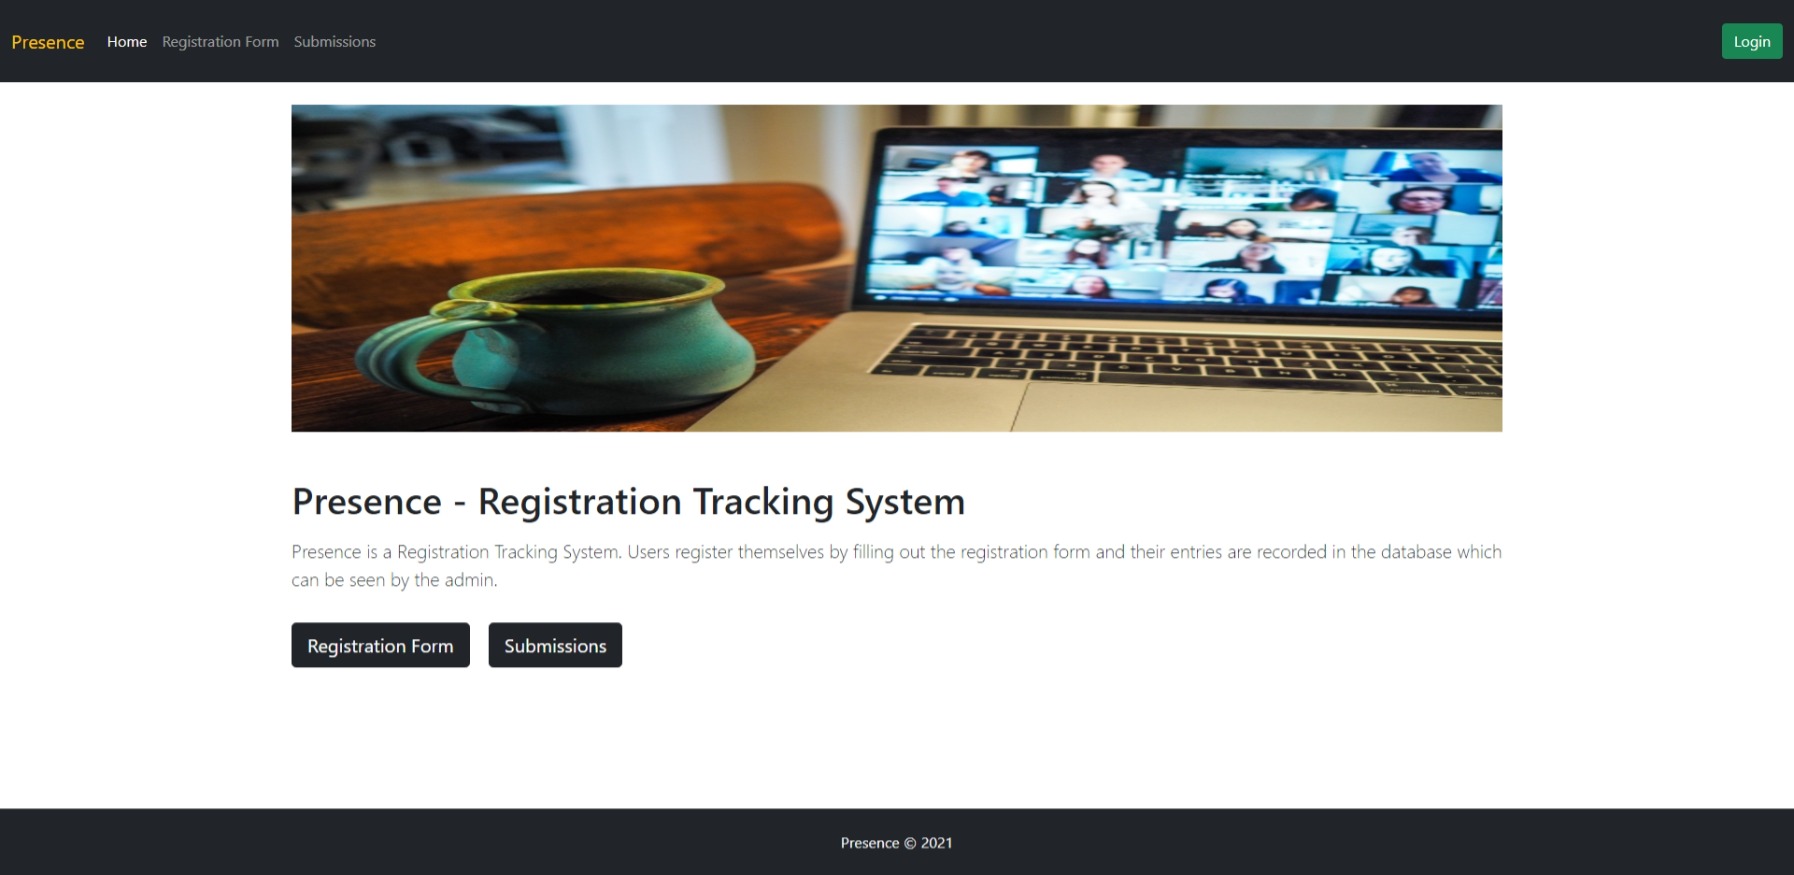 Presence Home Registration Form Submissions Login
Presence - Registration Tracking System
Presence is a Registration Tracking System. Users register themselves by filling out the registration form and their entries are recorded in the database which
can be seen by the admin.
Registration Form Submissions
Presence © 2021